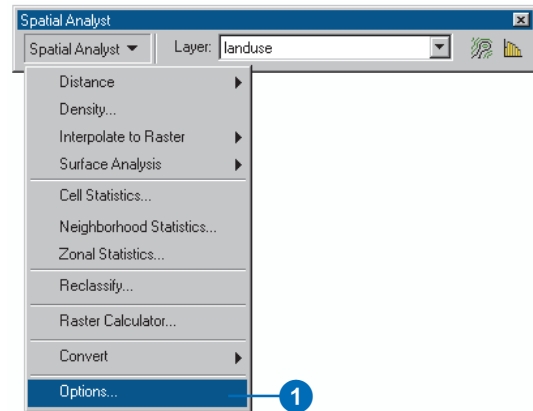 Spatial Analyst
Spatial Analyst Layer: landuse
Distance
Density...
Interpolate to Raster
Surface Analysis
Cell Statistics...
Neighborhood Statistics...
Zonal Statistics...
Reclassify...
Raster Calculator...
Convert
Options... 1